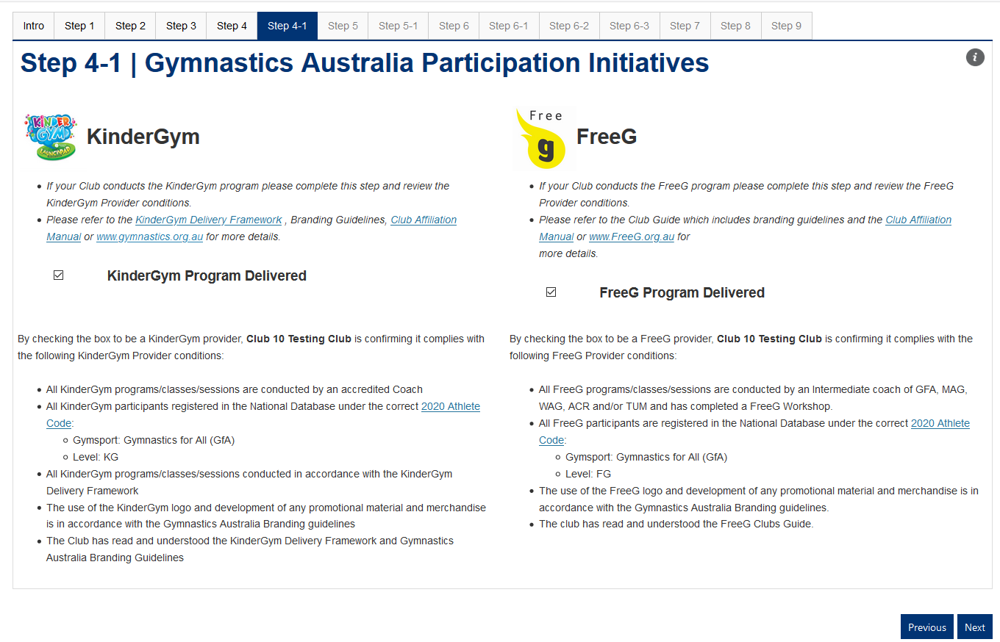 Intro Step 1 Step 2 Step 3 Step 4 Step 4-1 Step 5 Step 5-1 Step 6 Step 6-1 Step 6-2 Step 6-3 Step 7 Step 8 Step 9
Step 4-1 | Gymnastics Australia Participation Initiatives
i
KINDER
GYM
LAUNCHPAD
KinderGym
• If your Club conducts the KinderGym program please complete this step and review the
KinderGym Provider conditions.
• Please refer to the KinderGym Delivery Framework , Branding Guidelines, Club Affiliation
Manual or www.gymnastics.org.au for more details.
KinderGym Program Delivered
By checking the box to be a KinderGym provider, Club 10 Testing Club is confirming it complies with
the following KinderGym Provider conditions:
• All KinderGym programs/classes/sessions are conducted by an accredited Coach
• All KinderGym participants registered in the National Database under the correct 2020 Athlete
Code:
Gymsport: Gymnastics for All (GfA)
Level: KG
• All KinderGym programs/classes/sessions conducted in accordance with the KinderGym
Delivery Framework
• The use of the KinderGym logo and development of any promotional material and merchandise
is in accordance with the Gymnastics Australia Branding guidelines
• The Club has read and understood the KinderGym Delivery Framework and Gymnastics
Australia Branding Guidelines
Free
g
FreeG
• If your Club conducts the FreeG program please complete this step and review the FreeG
Provider conditions.
• Please refer to the Club Guide which includes branding guidelines and the Club Affiliation
Manual or www.FreeG.org.au for
more details.
FreeG Program Delivered
By checking the box to be a FreeG provider, Club 10 Testing Club is confirming it complies with the
following FreeG Provider conditions:
• All FreeG programs/classes/sessions are conducted by an Intermediate coach of GFA, MAG,
WAG, ACR and/or TUM and has completed a FreeG Workshop.
• All FreeG participants are registered in the National Database under the correct 2020 Athlete
Code:
Gymsport: Gymnastics for All (GfA)
Level: FG
• The use of the FreeG logo and development of any promotional material and merchandise is in
accordance with the Gymnastics Australia Branding guidelines.
• The club has read and understood the FreeG Clubs Guide.
Previous Next